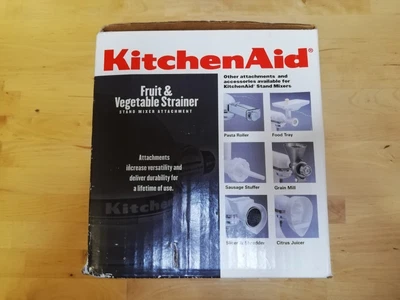 KitchenAid®
Fruit &
Vegetable Strainer
STAND MIXER ATTACHMENT
Attachments
increase versatility and
deliver durability for
a lifetime of use.
Kitchen
Other attachments and
accessories available for
KitchenAid® Stand Mixers
Pasta Roller
Food Tray
Sausage Stuffer
Grain Mill
Citrus Juicer